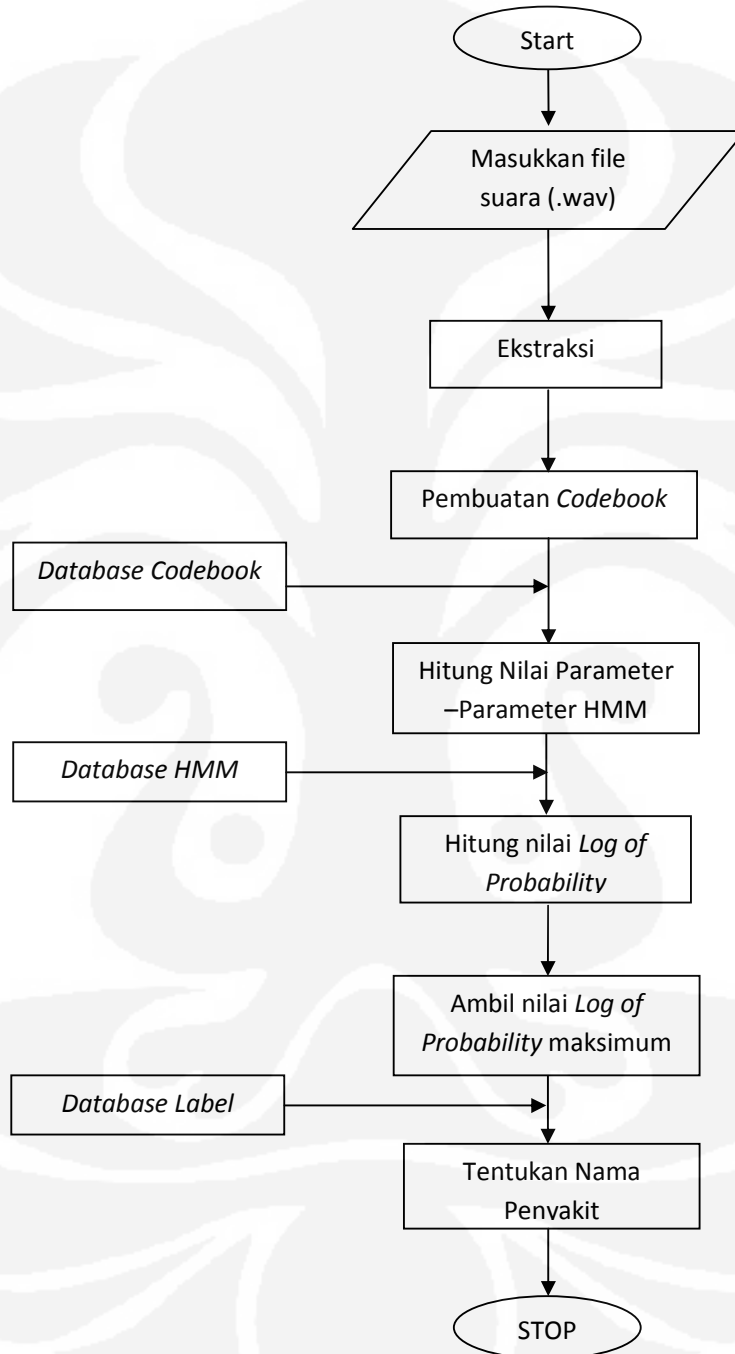 Start
Masukkan file
suara (.wav)
Ekstraksi
Pembuatan Codebook
Database Codebook
Hitung Nilai Parameter
–Parameter HMM
Database HMM
Hitung nilai Log of
Probability
Ambil nilai Log of
Probability maksimum
Database Label
Tentukan Nama
Penyakit
STOP